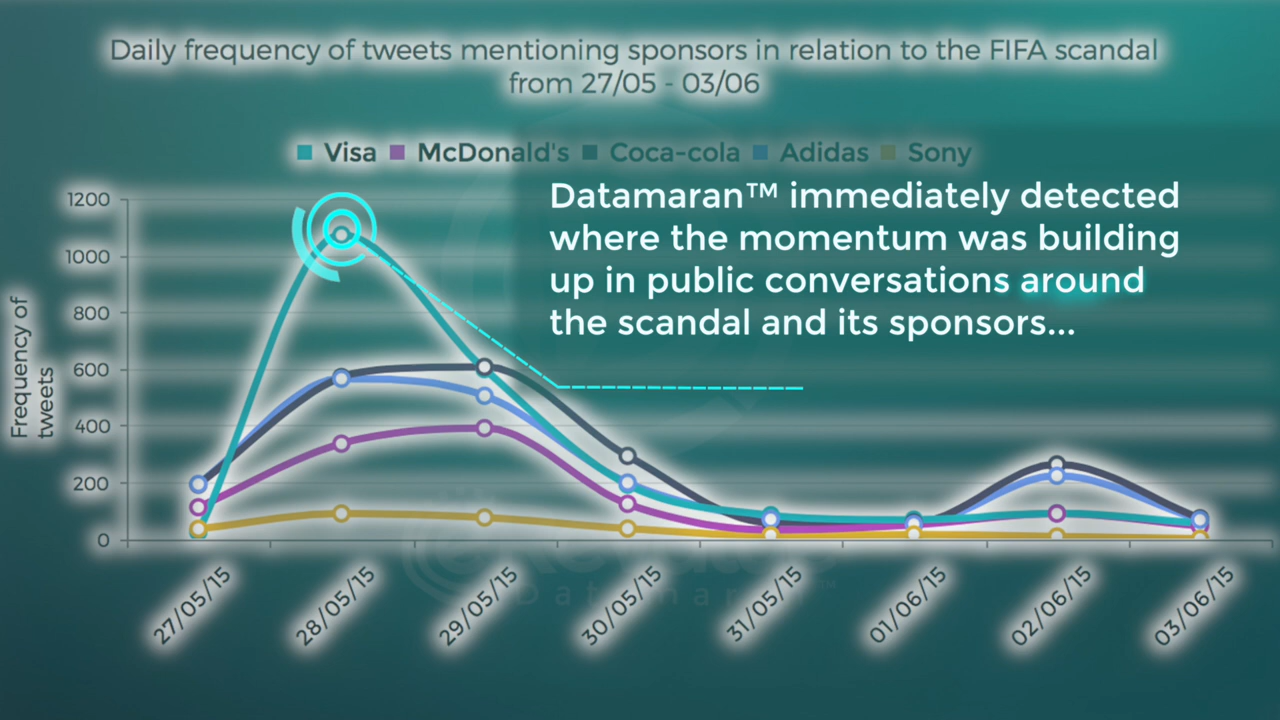 Daily frequency of tweets mentioning sponsors in relation to the FIFA scandal
from 27/05 - 03/06
Visa McDonald's Coca-cola Adidas Sony
Datamaran™ immediately detected
where the momentum was building
up in public conversations around
the scandal and its sponsors...
Frequency of
tweets
1200
1000
800
600
400
200
0
27/05/15
28/05/15
29/05/15
30/05/15
31/05/15
01/06/15
02/06/15
03/06/15